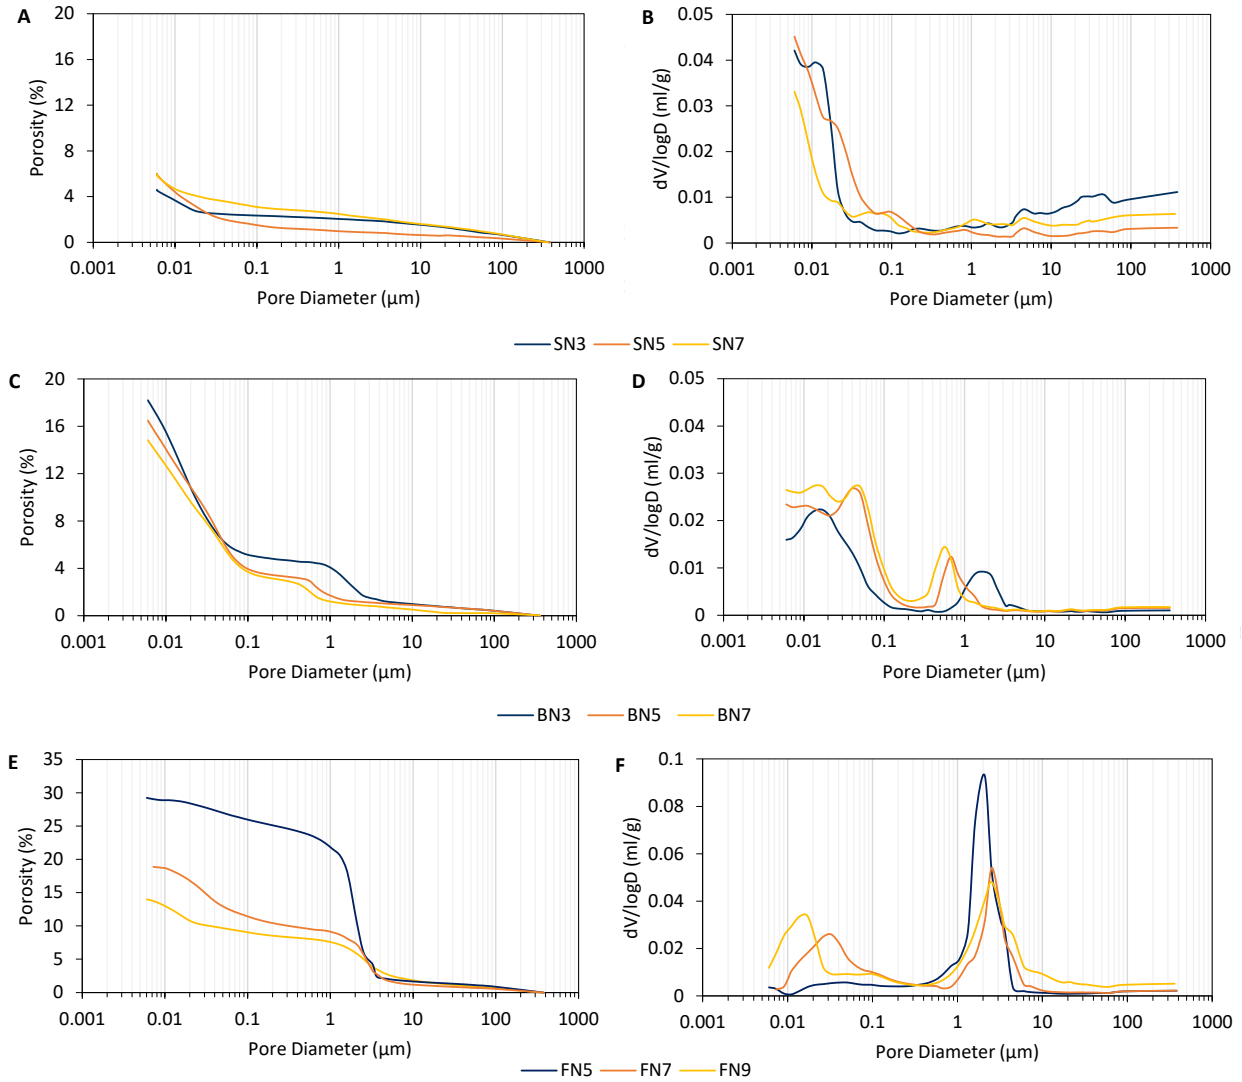 A
Porosity (%)
20
16
12
8
4
0
0.001 0.01 0.1 1 10 100 1000
Pore Diameter (μm)
B
dV/logD (ml/g)
0.05
0.04
0.03
0.02
0.01
0
0.001 0.01 0.1 1 10 100 1000
Pore Diameter (μm)
SN3 SN5 SN7
C
Porosity (%)
20
16
12
8
4
0
0.001 0.01 0.1 1 10 100 1000
Pore Diameter (μm)
D
dV/logD (ml/g)
0.05
0.04
0.03
0.02
0.01
0
0.001 0.01 0.1 1 10 100 1000
Pore Diameter (μm)
BN3 BN5 BN7
E
Porosity (%)
35
30
25
20
15
10
5
0
0.001 0.01 0.1 1 10 100 1000
Pore Diameter (μm)
F
dV/logD (ml/g)
0.1
0.08
0.06
0.04
0.02
0
0.001 0.01 0.1 1 10 100 1000
Pore Diameter (μm)
FN5 FN7 FN9